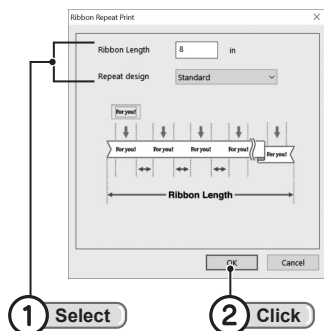 Ribbon Repeat Print
Ribbon Length 8 in
Repeat design Standard
For you!
For you! For you! For you! For you! For you!
Ribbon Length
OK Cancel
1 Select 2 Click